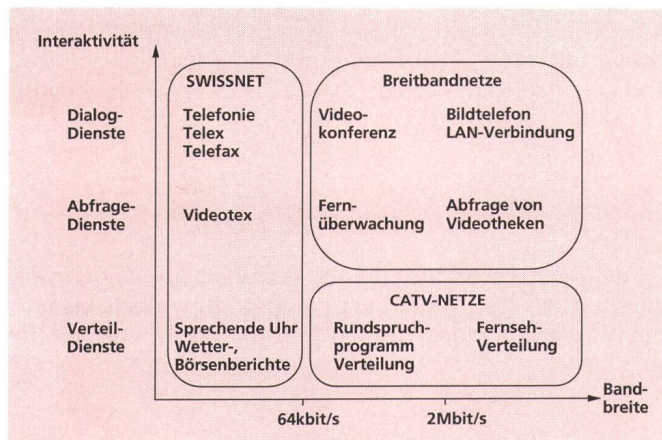 Interaktivität
SWISSNET
Breitbandnetze
Dialog-
Dienste
Telefonie
Telex
Telefax
Video-
konferenz
Bildtelefon
LAN-Verbindung
Abfrage-
Dienste
Videotex
Fern-
überwachung
Abfrage von
Videotheken
CATV-NETZE
Verteil-
Dienste
Sprechende Uhr
Wetter-,
Börsenberichte
Rundspruch-
programm
Verteilung
Fernseh-
Verteilung
Band-
breite
64kbit/s
2Mbit/s